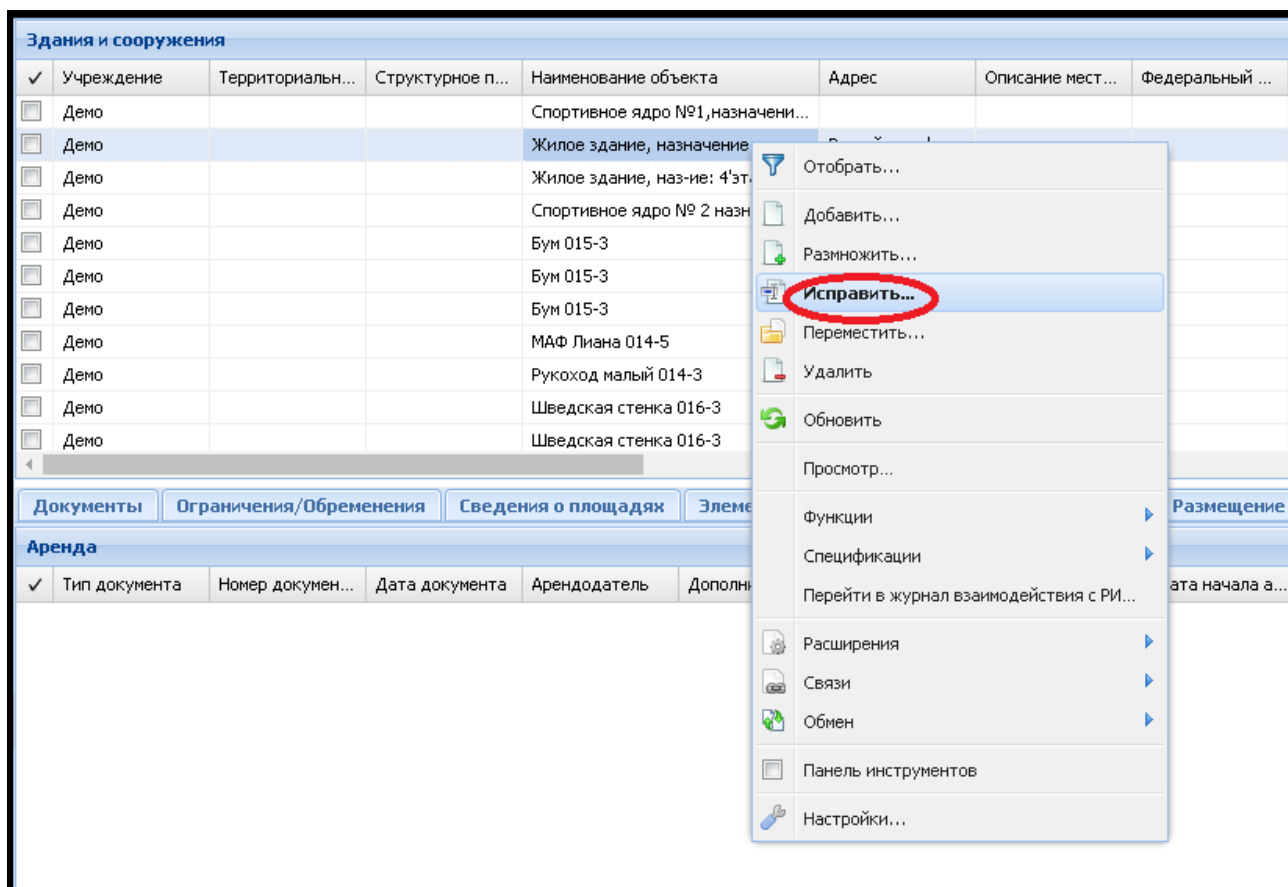 Здания и сооружения
Учреждение Территориальн... Структурное п... Наименование объекта Адрес Описание мест... Федеральный ...
Демо Спортивное ядро №1,назначени...
Демо Жилое здание, назначение
Демо Жилое здание, наз-ие: 4'эт
Демо Спортивное ядро № 2 назн
Демо Бум 015-3
Демо Бум 015-3
Демо Бум 015-3
Демо МАФ Лиана 014-5
Демо Рукоход малый 014-3
Демо Шведская стенка 016-3
Демо Шведская стенка 016-3
Отобрать...
Добавить...
Размножить...
Исправить...
Переместить...
Удалить
Обновить
Просмотр...
Функции
Спецификации
Перейти в журнал взаимодействия с РИ...
Расширения
Связи
Обмен
Панель инструментов
Настройки...
Документы Ограничения/Обременения Сведения о площадях Элеме Размещение
Аренда
Тип документа Номер докумен... Дата документа Арендодатель Дополн ата начала а...